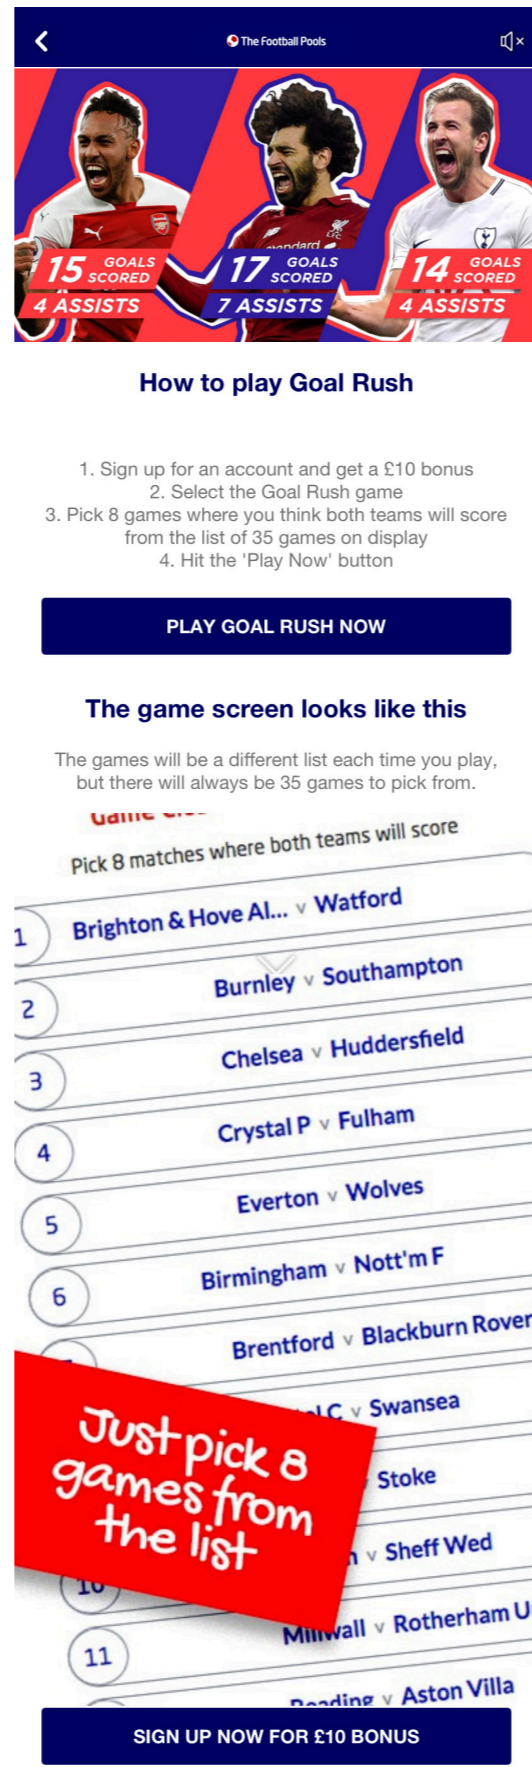 The Football Pools
15 GOALS SCORED
4 ASSISTS
17 GOALS SCORED
7 ASSISTS
14 GOALS SCORED
4 ASSISTS
How to play Goal Rush
1. Sign up for an account and get a £10 bonus
2. Select the Goal Rush game
3. Pick 8 games where you think both teams will score
from the list of 35 games on display
4. Hit the 'Play Now' button
PLAY GOAL RUSH NOW
The game screen looks like this
The games will be a different list each time you play,
but there will always be 35 games to pick from.
Game
Pick 8 matches where both teams will score
1 Brighton & Hove Al... v Watford
2 Burnley v Southampton
3 Chelsea v Huddersfield
4 Crystal P v Fulham
5 Everton v Wolves
6 Birmingham v Nott'm F
Brentford v Blackburn Rover
C v Swansea
Stoke
v Sheff Wed
10
11 Millwall v Rotherham U
Reading v Aston Villa
Just pick 8
games from
the list
SIGN UP NOW FOR £10 BONUS